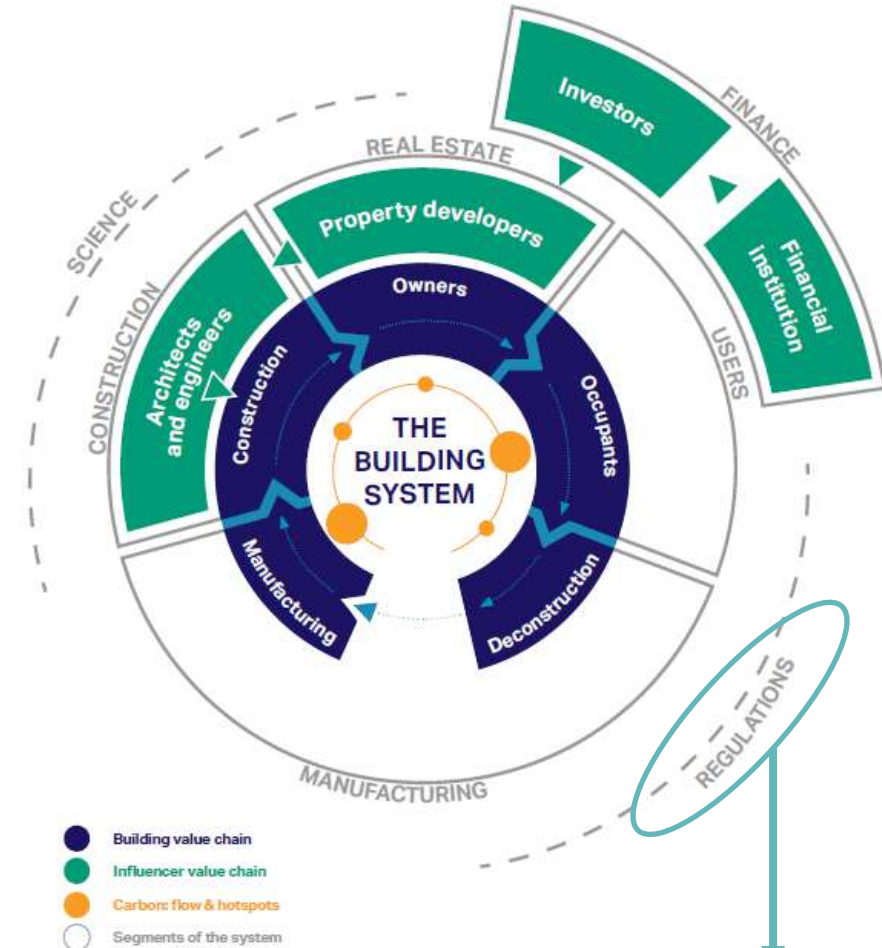 Investors
FINANCE
REAL ESTATE
SCIENCE
Property developers
Financial
institution
Owners
CONSTRUCTION
Architects
and engineers
Construction
USERS
Occupants
THE
BUILDING
SYSTEM
Manufacturing
Deconstruction
REGULATIONS
MANUFACTURING
Building value chain
Influencer value chain
Carbon: flow & hotspots
Segments of the system